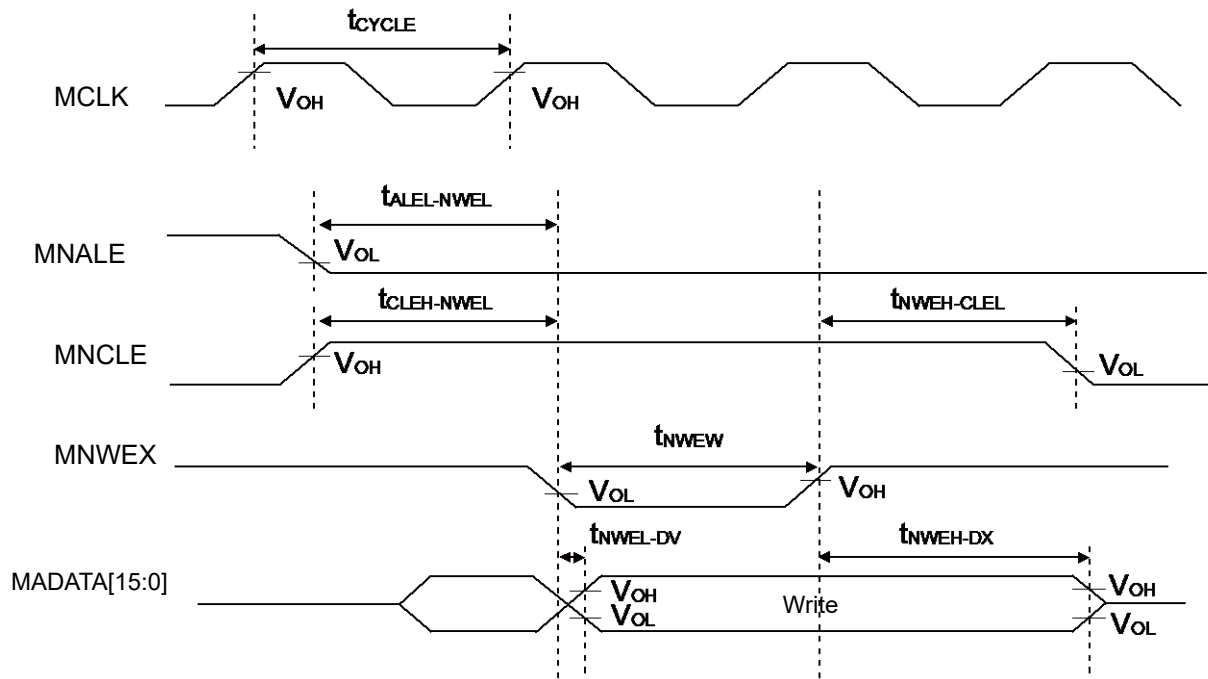 tCYCLE
MCLK
VOH VOH
tALEL-NWEL
MNALE
VOL
tCLEH-NWEL
tNWEH-CLEL
MNCLE
VOH
VOL
tNWEW
MNWEX
VOL
VOH
tNWEL-DV
tNWEH-DX
MADATA[15:0]
VOH
Write
VOH
VOL
VOL